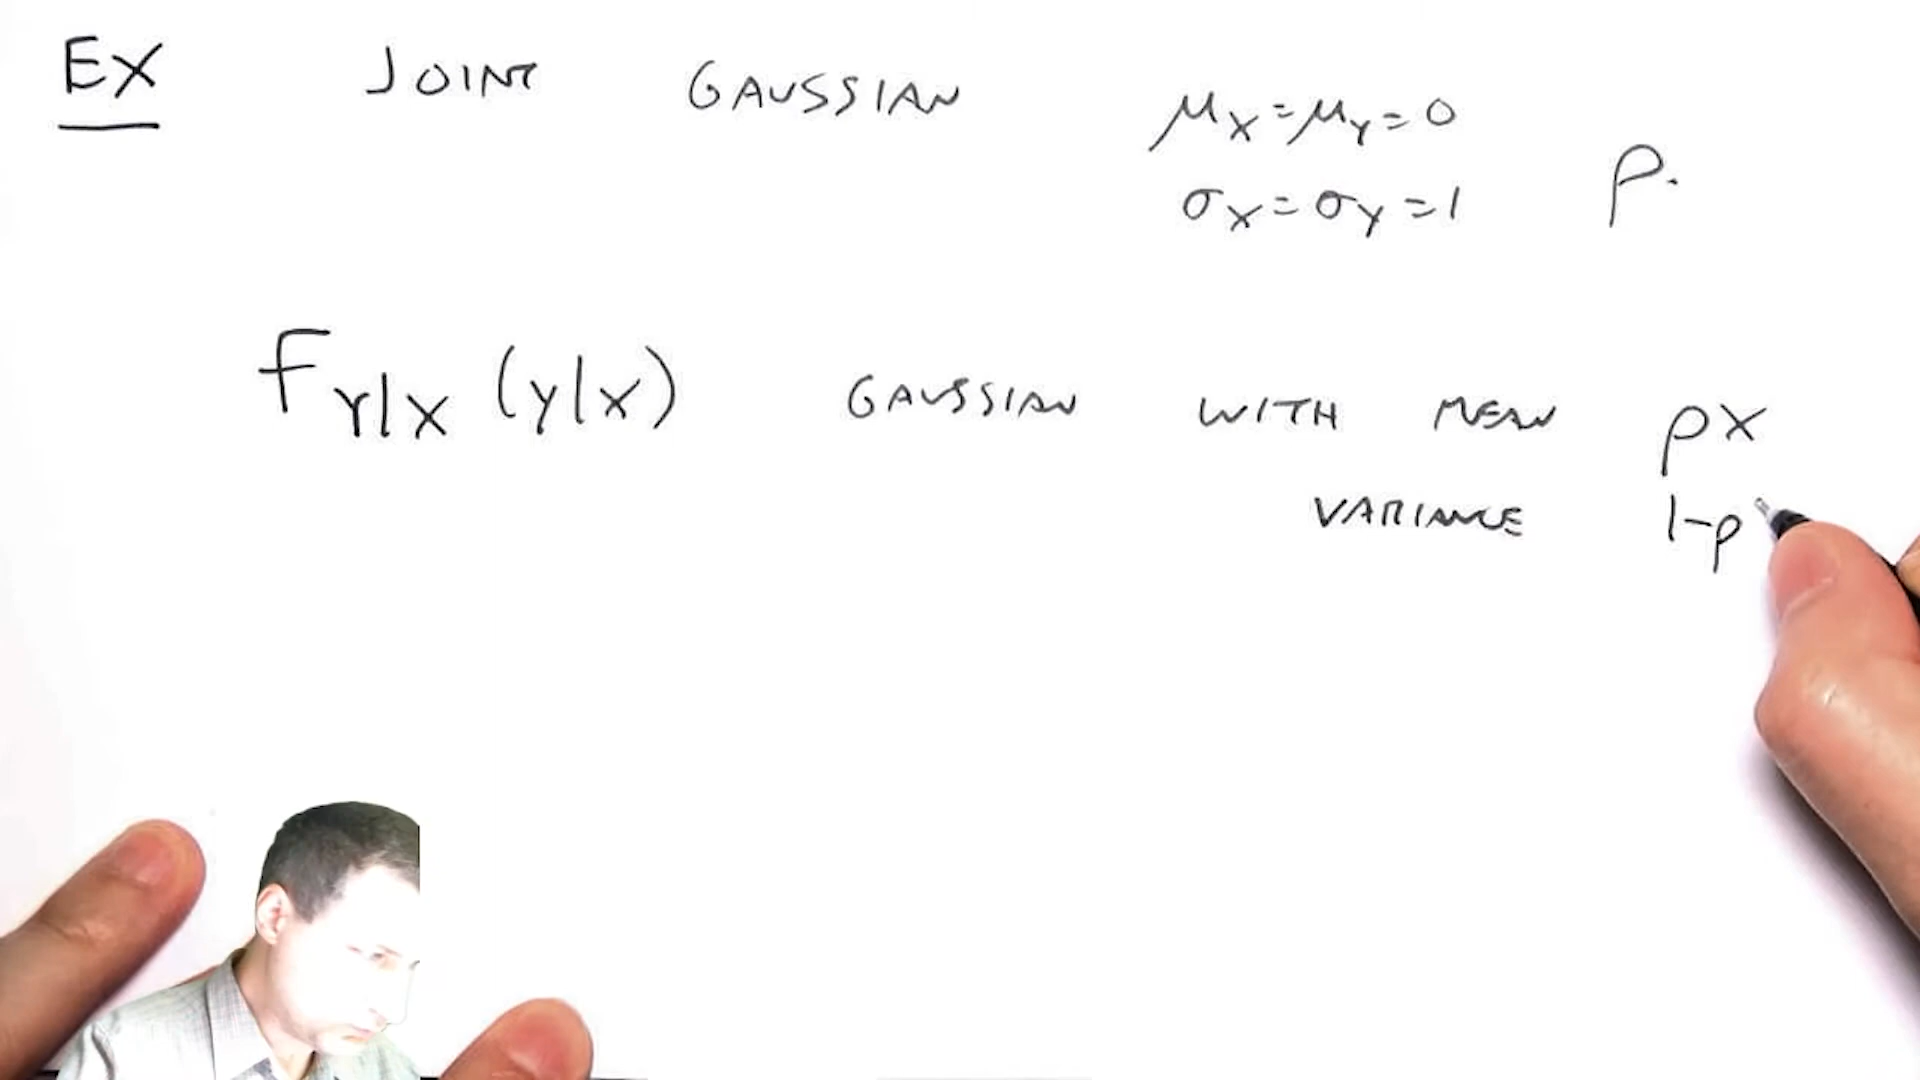 EX JOINT GAUSSIAN
μX = μY = 0
σX = σY = 1 ρ.
fY|X (y|x) GAUSSIAN WITH MEAN ρx
VARIANCE 1-ρ